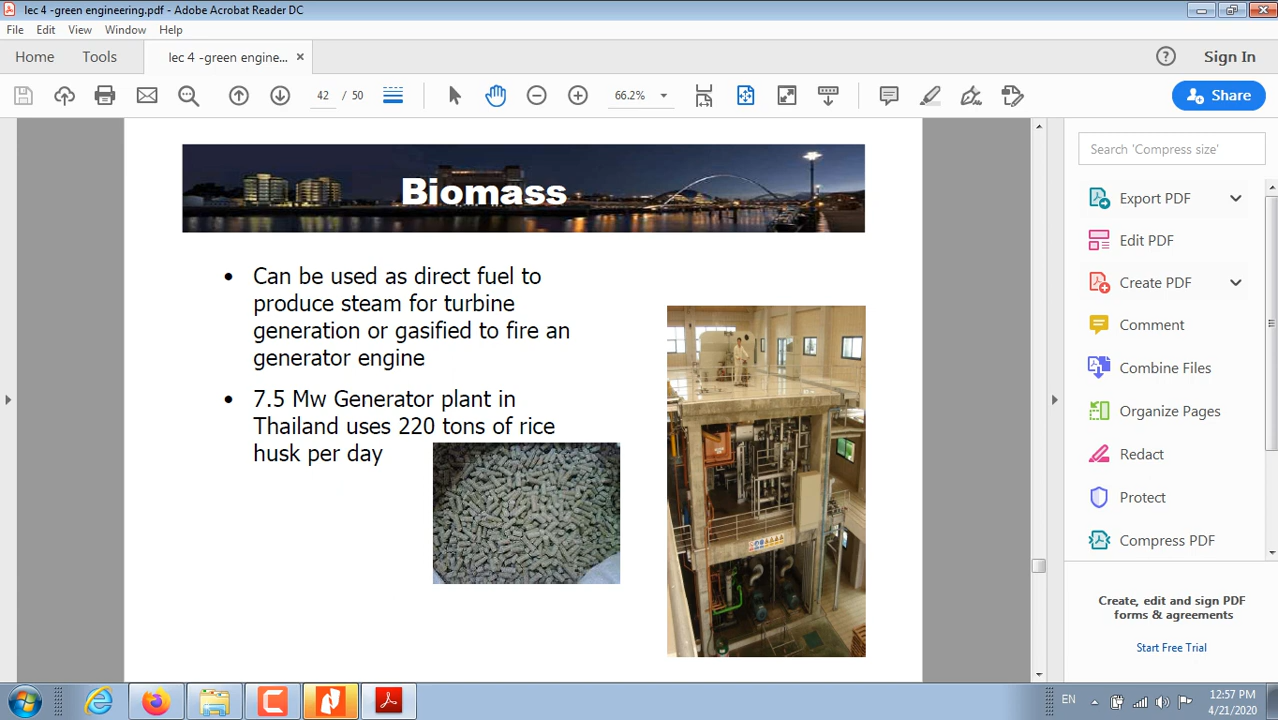 lec 4 -green engineering.pdf - Adobe Acrobat Reader DC
File Edit View Window Help
Home Tools lec 4 -green engine... × Sign In
42 / 50 66.2% Share
Biomass
• Can be used as direct fuel to
produce steam for turbine
generation or gasified to fire an
generator engine
• 7.5 Mw Generator plant in
Thailand uses 220 tons of rice
husk per day
Search 'Compress size'
Export PDF
Edit PDF
Create PDF
Comment
Combine Files
Organize Pages
Redact
Protect
Compress PDF
Create, edit and sign PDF
forms & agreements
Start Free Trial
EN 12:57 PM
4/21/2020